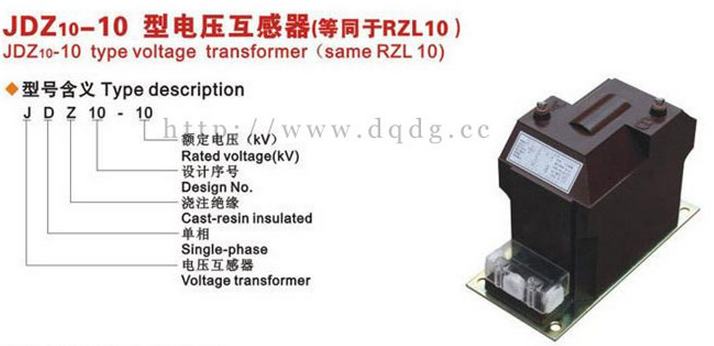 JDZ10-10 型电压互感器(等同于RZL10)
JDZ10-10 type voltage transformer (same RZL 10)
型号含义 Type description
J D Z 10 - 10
http://www.dqdg.cc
额定电压(kV)
Rated voltage(kV)
设计序号
Design No.
浇注绝缘
Cast-resin insulated
单相
Single-phase
电压互感器
Voltage transformer